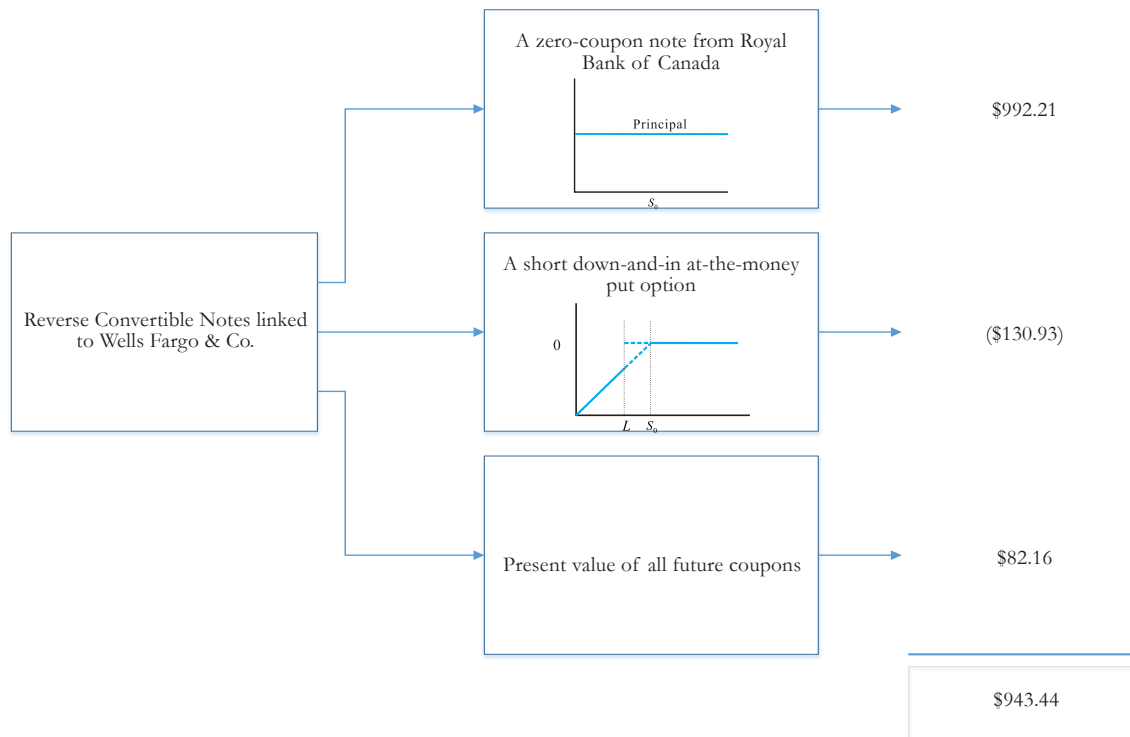 A zero-coupon note from Royal
Bank of Canada
Principal
S₀
$992.21
Reverse Convertible Notes linked
to Wells Fargo & Co.
A short down-and-in at-the-money
put option
0
L S₀
($130.93)
Present value of all future coupons
$82.16
$943.44